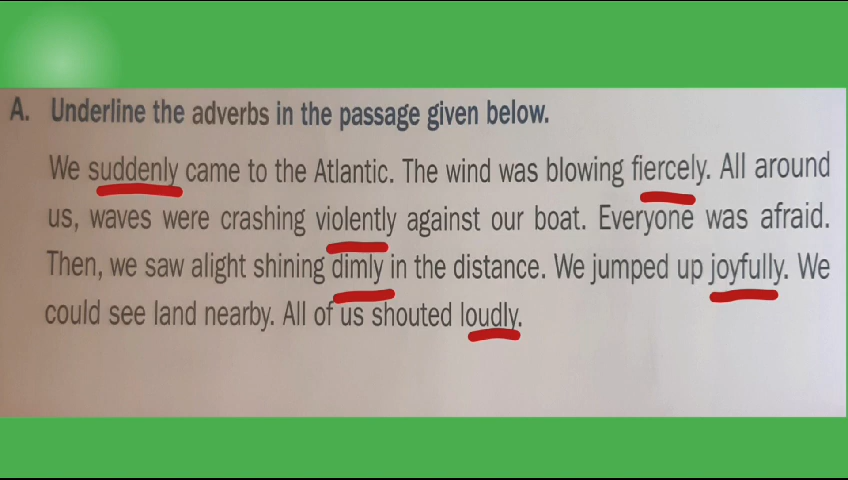 A. Underline the adverbs in the passage given below.
We suddenly came to the Atlantic. The wind was blowing fiercely. All around
us, waves were crashing violently against our boat. Everyone was afraid.
Then, we saw alight shining dimly in the distance. We jumped up joyfully. We
could see land nearby. All of us shouted loudly.